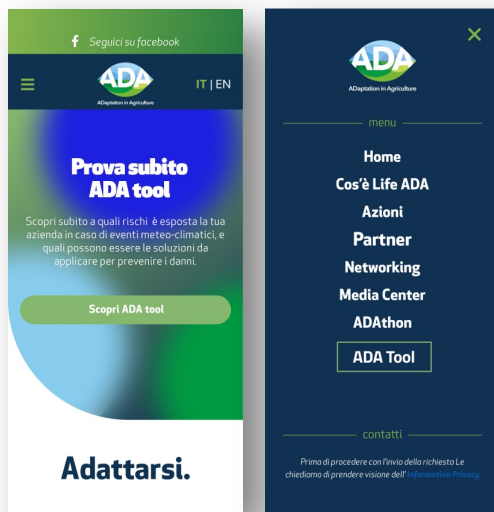 Seguici su facebook
ADA
ADaptation in Agriculture
IT | EN
Prova subito
ADA tool
Scopri subito a quali rischi è esposta la tua
azienda in caso di eventi meteo-climatici, e
quali possono essere le soluzioni da
applicare per prevenire i danni.
Scopri ADA tool
Adattarsi.
ADA
ADaptation in Agriculture
menu
Home
Cos'è Life ADA
Azioni
Partner
Networking
Media Center
ADAthon
ADA Tool
contatti
Prima di procedere con l'invio della richiesta Le
chiediamo di prendere visione dell' Informativa Privacy